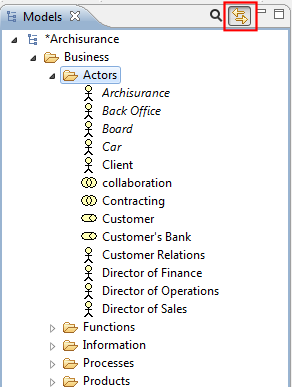 Models
*Archisurance
Business
Actors
Archisurance
Back Office
Board
Car
Client
collaboration
Contracting
Customer
Customer's Bank
Customer Relations
Director of Finance
Director of Operations
Director of Sales
Functions
Information
Processes
Products